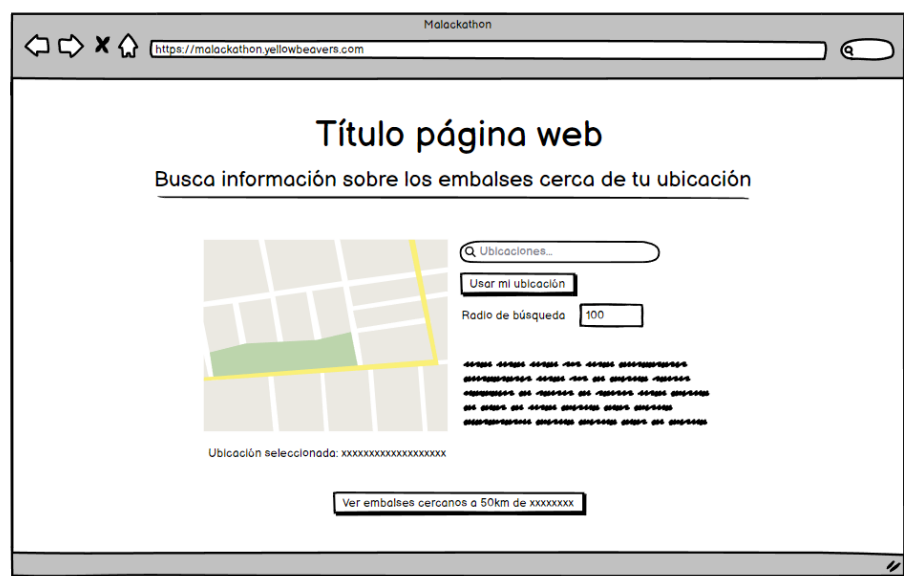 Malackathon
https://malackathon.yellowbeavers.com
Título página web
Busca información sobre los embalses cerca de tu ubicación
Ubicaciones...
Usar mi ubicación
Radio de búsqueda 100
Ubicación seleccionada: xxxxxxxxxxxxxxxxxxx
Ver embalses cercanos a 50km de xxxxxxxx